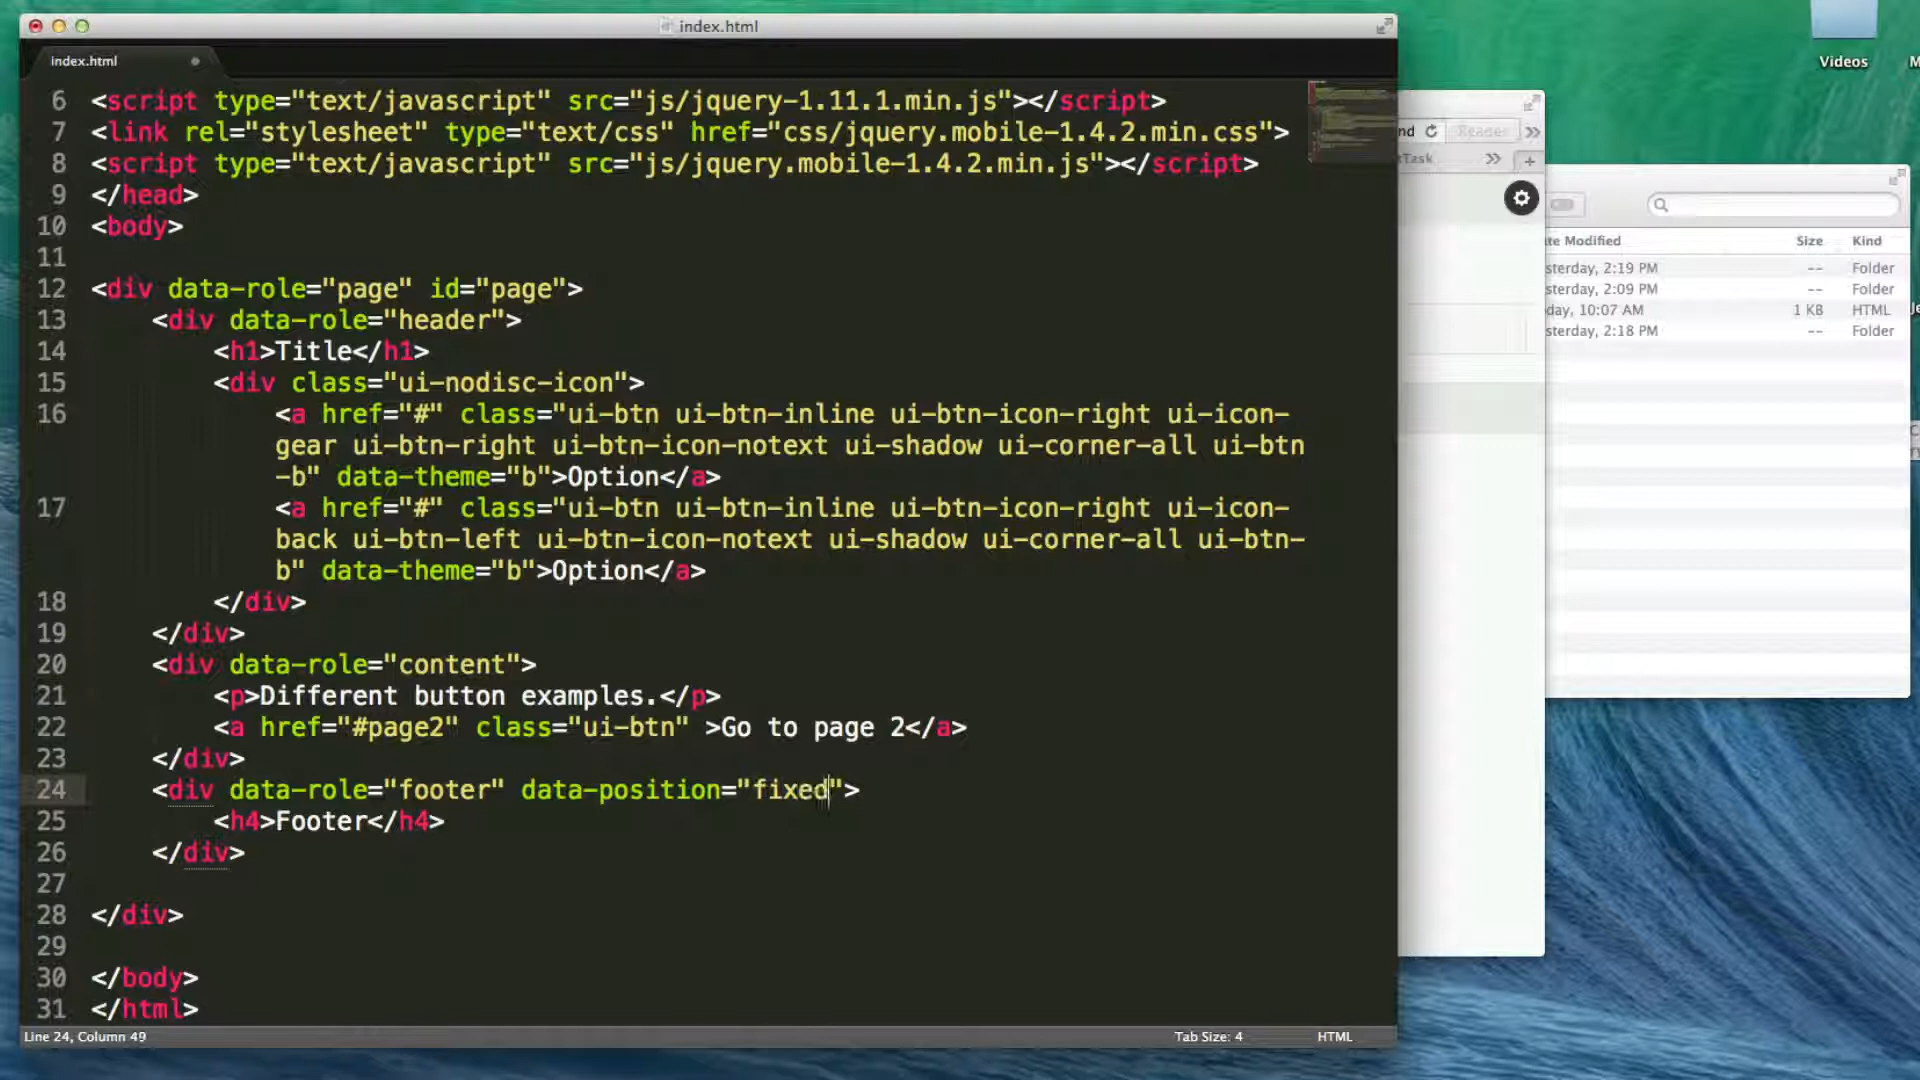 index.html
index.html
6 <script type="text/javascript" src="js/jquery-1.11.1.min.js"></script>
7 <link rel="stylesheet" type="text/css" href="css/jquery.mobile-1.4.2.min.css">
8 <script type="text/javascript" src="js/jquery.mobile-1.4.2.min.js"></script>
9 </head>
10 <body>
11
12 <div data-role="page" id="page">
13 <div data-role="header">
14 <h1>Title</h1>
15 <div class="ui-nodisc-icon">
16 <a href="#" class="ui-btn ui-btn-inline ui-btn-icon-right ui-icon-
gear ui-btn-right ui-btn-icon-notext ui-shadow ui-corner-all ui-btn
-b" data-theme="b">Option</a>
17 <a href="#" class="ui-btn ui-btn-inline ui-btn-icon-right ui-icon-
back ui-btn-left ui-btn-icon-notext ui-shadow ui-corner-all ui-btn-
b" data-theme="b">Option</a>
18 </div>
19 </div>
20 <div data-role="content">
21 <p>Different button examples.</p>
22 <a href="#page2" class="ui-btn" >Go to page 2</a>
23 </div>
24 <div data-role="footer" data-position="fixed">
25 <h4>Footer</h4>
26 </div>
27
28 </div>
29
30 </body>
31 </html>
Line 24, Column 49
Tab Size: 4
HTML
nd
Reader
tTask
Videos
M
te Modified Size Kind
sterday, 2:19 PM -- Folder
sterday, 2:09 PM -- Folder
day, 10:07 AM 1 KB HTML
sterday, 2:18 PM -- Folder